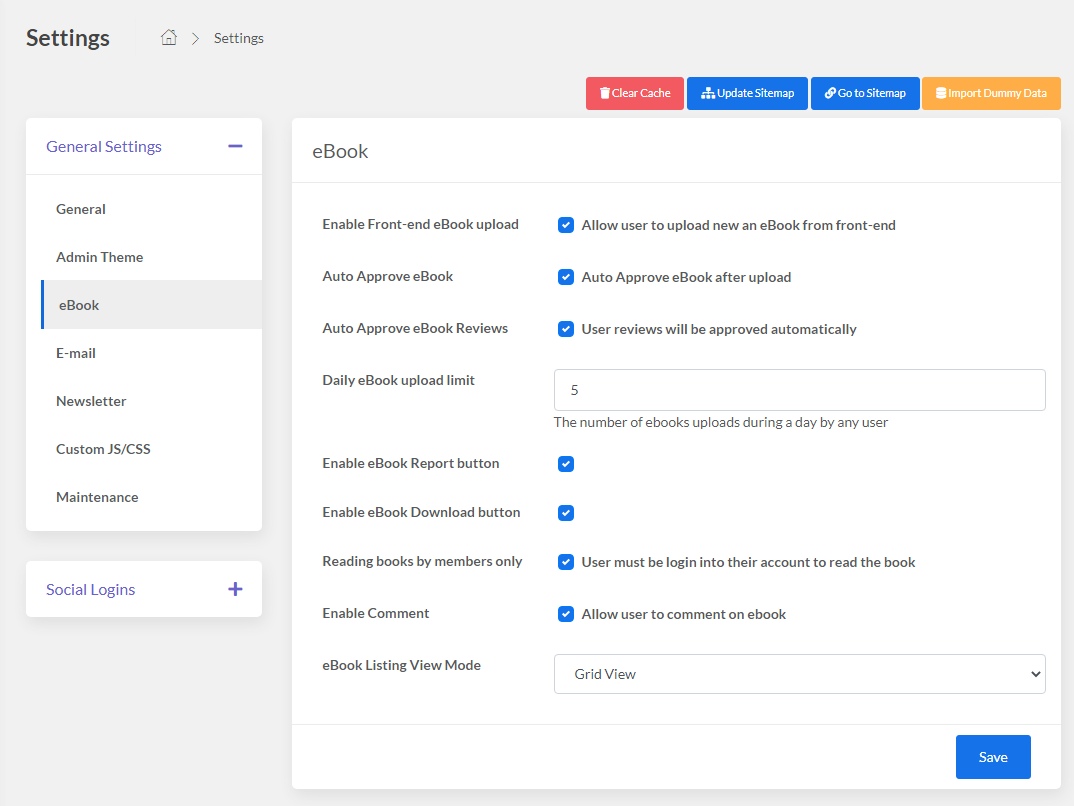 Settings
Settings
Clear Cache
Update Sitemap
Go to Sitemap
Import Dummy Data
General Settings
General
Admin Theme
eBook
E-mail
Newsletter
Custom JS/CSS
Maintenance
Social Logins
eBook
Enable Front-end eBook upload
Allow user to upload new an eBook from front-end
Auto Approve eBook
Auto Approve eBook after upload
Auto Approve eBook Reviews
User reviews will be approved automatically
Daily eBook upload limit
5
The number of ebooks uploads during a day by any user
Enable eBook Report button
Enable eBook Download button
Reading books by members only
User must be login into their account to read the book
Enable Comment
Allow user to comment on ebook
eBook Listing View Mode
Grid View
Save